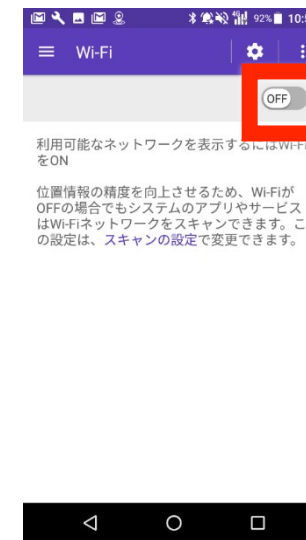 92% 10:5
Wi-Fi
OFF
利用可能なネットワークを表示するにはWi-Fi
をON
位置情報の精度を向上させるため、Wi-Fiが
OFFの場合でもシステムのアプリやサービス
はWi-Fiネットワークをスキャンできます。こ
の設定は、スキャンの設定で変更できます。